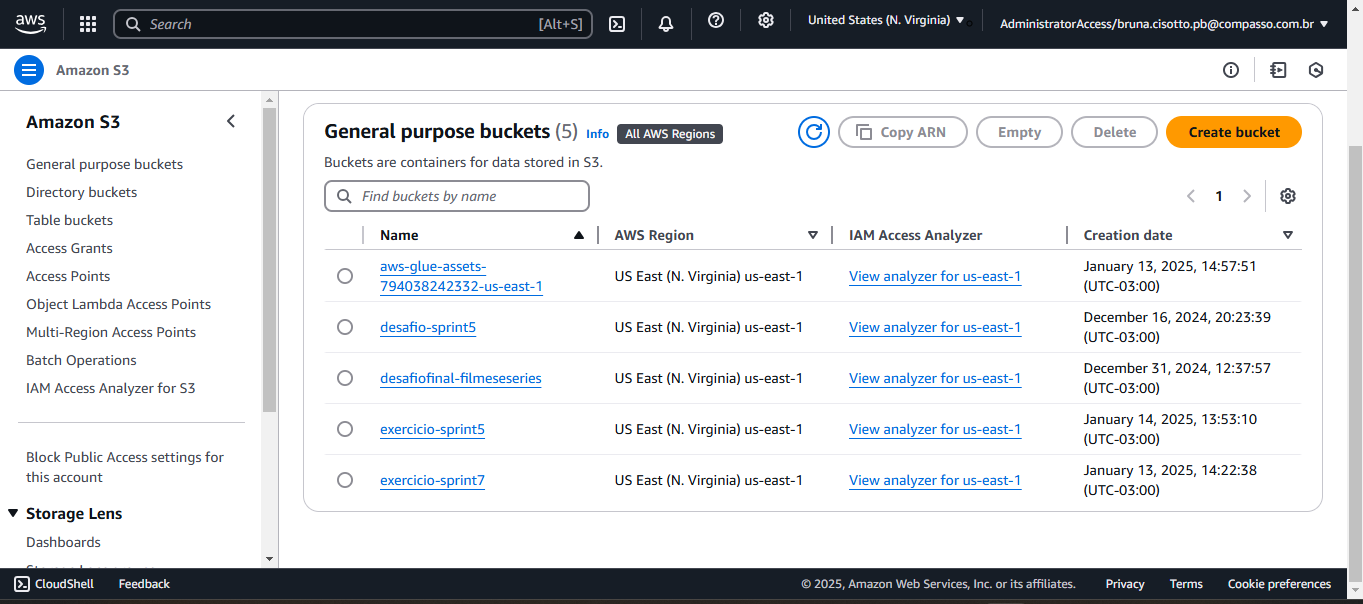 aws
Search [Alt+S]
United States (N. Virginia) ▼
AdministratorAccess/bruna.cisotto.pb@compasso.com.br ▼
Amazon S3
Amazon S3
General purpose buckets
Directory buckets
Table buckets
Access Grants
Access Points
Object Lambda Access Points
Multi-Region Access Points
Batch Operations
IAM Access Analyzer for S3
Block Public Access settings for
this account
Storage Lens
Dashboards
General purpose buckets (5) Info All AWS Regions
Copy ARN Empty Delete Create bucket
Buckets are containers for data stored in S3.
Find buckets by name
1
Name AWS Region IAM Access Analyzer Creation date
aws-glue-assets-
794038242332-us-east-1
US East (N. Virginia) us-east-1
View analyzer for us-east-1
January 13, 2025, 14:57:51
(UTC-03:00)
desafio-sprint5
US East (N. Virginia) us-east-1
View analyzer for us-east-1
December 16, 2024, 20:23:39
(UTC-03:00)
desafiofinal-filmeseseries
US East (N. Virginia) us-east-1
View analyzer for us-east-1
December 31, 2024, 12:37:57
(UTC-03:00)
exercicio-sprint5
US East (N. Virginia) us-east-1
View analyzer for us-east-1
January 14, 2025, 13:53:10
(UTC-03:00)
exercicio-sprint7
US East (N. Virginia) us-east-1
View analyzer for us-east-1
January 13, 2025, 14:22:38
(UTC-03:00)
CloudShell Feedback
© 2025, Amazon Web Services, Inc. or its affiliates. Privacy Terms Cookie preferences